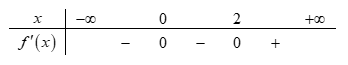 x −∞ 0 2 +∞
f'(x) − 0 − 0 +